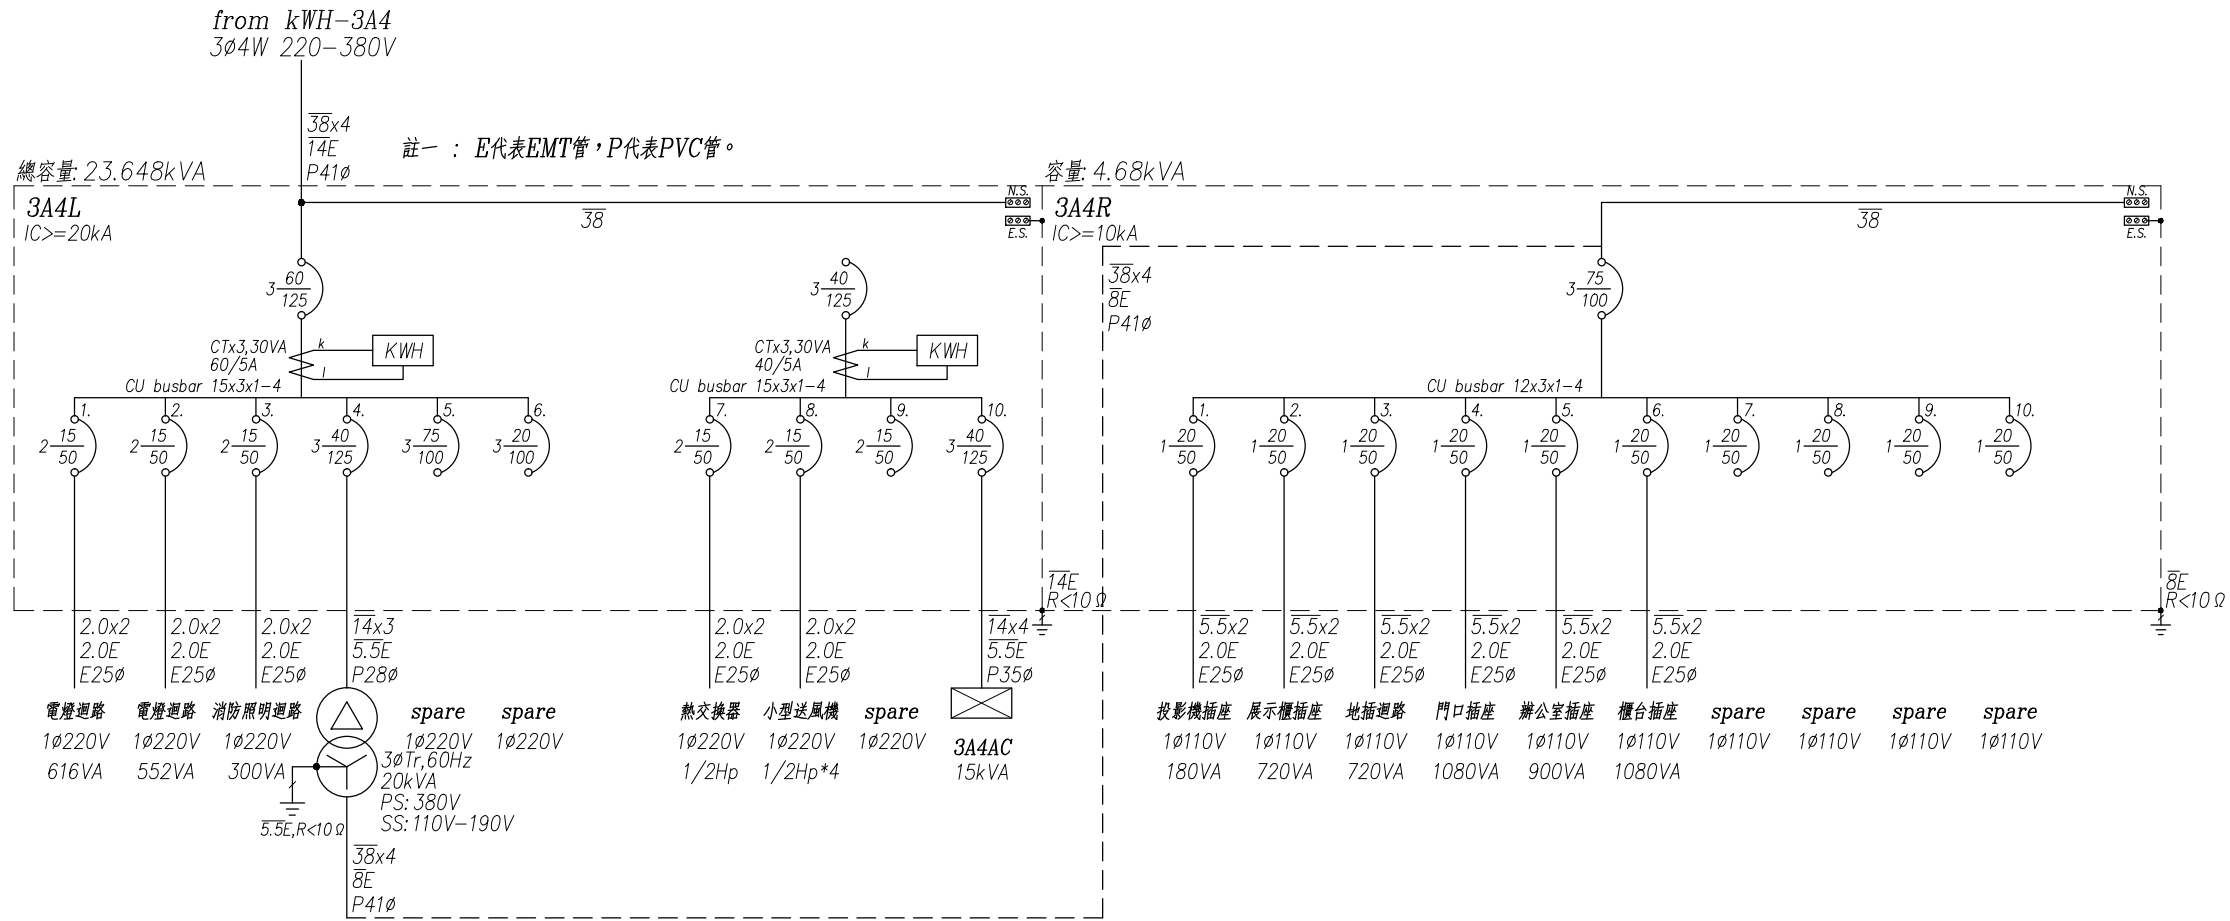 from kWH-3A4
3ø4W 220-380V
38x4
14E
P41ø
註一 : E代表EMT管，P代表PVC管。
總容量: 23.648kVA
容量: 4.68kVA
3A4L
IC>=20kA
38
N.S.
E.S.
3A4R
IC>=10kA
38
N.S.
E.S.
3 60/125
3 40/125
38x4
8E
P41ø
3 75/100
CTx3,30VA
60/5A
k
l
KWH
CU busbar 15x3x1-4
CTx3,30VA
40/5A
k
l
KWH
CU busbar 15x3x1-4
CU busbar 12x3x1-4
1. 2. 3. 4. 5. 6. 7. 8. 9. 10. 1. 2. 3. 4. 5. 6. 7. 8. 9. 10.
2 15/50 2 15/50 2 15/50 3 40/125 3 75/100 3 20/100 2 15/50 2 15/50 2 15/50 3 40/125 1 20/50 1 20/50 1 20/50 1 20/50 1 20/50 1 20/50 1 20/50 1 20/50 1 20/50 1 20/50
14E
R<10Ω
8E
R<10Ω
2.0x2 2.0x2 2.0x2 14x3 2.0x2 2.0x2 14x4 5.5x2 5.5x2 5.5x2 5.5x2 5.5x2 5.5x2
2.0E 2.0E 2.0E 5.5E 2.0E 2.0E 5.5E 2.0E 2.0E 2.0E 2.0E 2.0E 2.0E
E25ø E25ø E25ø P28ø E25ø E25ø P35ø E25ø E25ø E25ø E25ø E25ø E25ø
電燈迴路 電燈迴路 消防照明迴路 spare spare 熱交換器 小型送風機 spare 投影機插座 展示櫃插座 地插迴路 門口插座 辦公室插座 櫃台插座 spare spare spare spare
1ø220V 1ø220V 1ø220V 1ø220V 1ø220V 1ø220V 1ø220V 1ø220V 3A4AC 1ø110V 1ø110V 1ø110V 1ø110V 1ø110V 1ø110V 1ø110V 1ø110V 1ø110V 1ø110V
616VA 552VA 300VA 1/2Hp 1/2Hp*4 15kVA 180VA 720VA 720VA 1080VA 900VA 1080VA
3øTr,60Hz
20kVA
PS: 380V
SS: 110V-190V
5.5E,R<10Ω
38x4
8E
P41ø